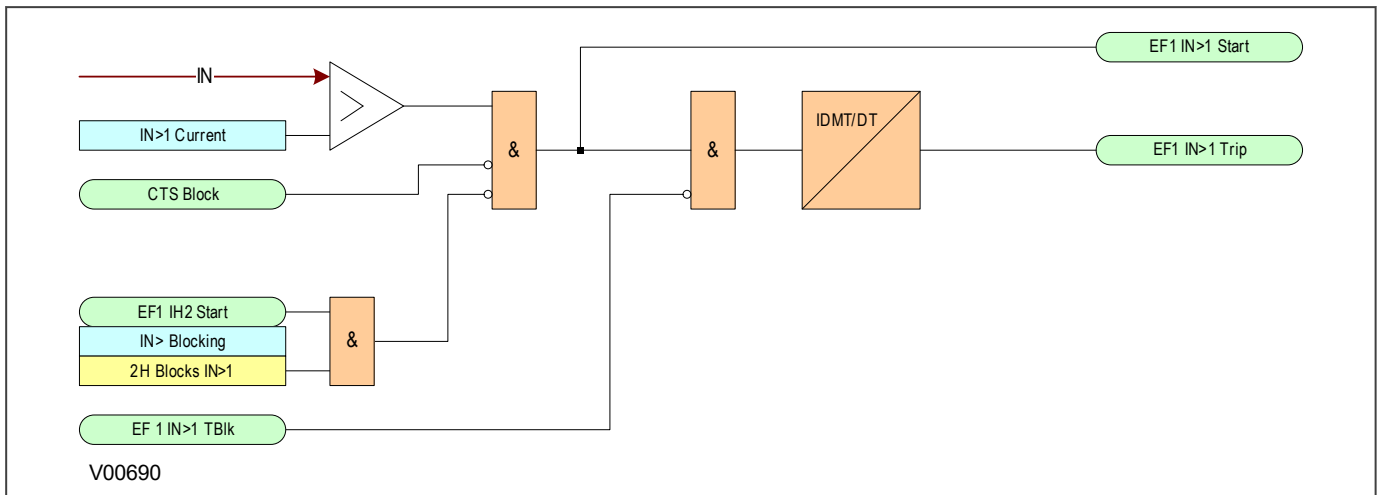 EF1 IN>1 Start
IN
IN>1 Current
&
&
IDMT/DT
EF1 IN>1 Trip
CTS Block
EF1 IH2 Start
IN> Blocking
&
2H Blocks IN>1
EF 1 IN>1 TBlk
V00690